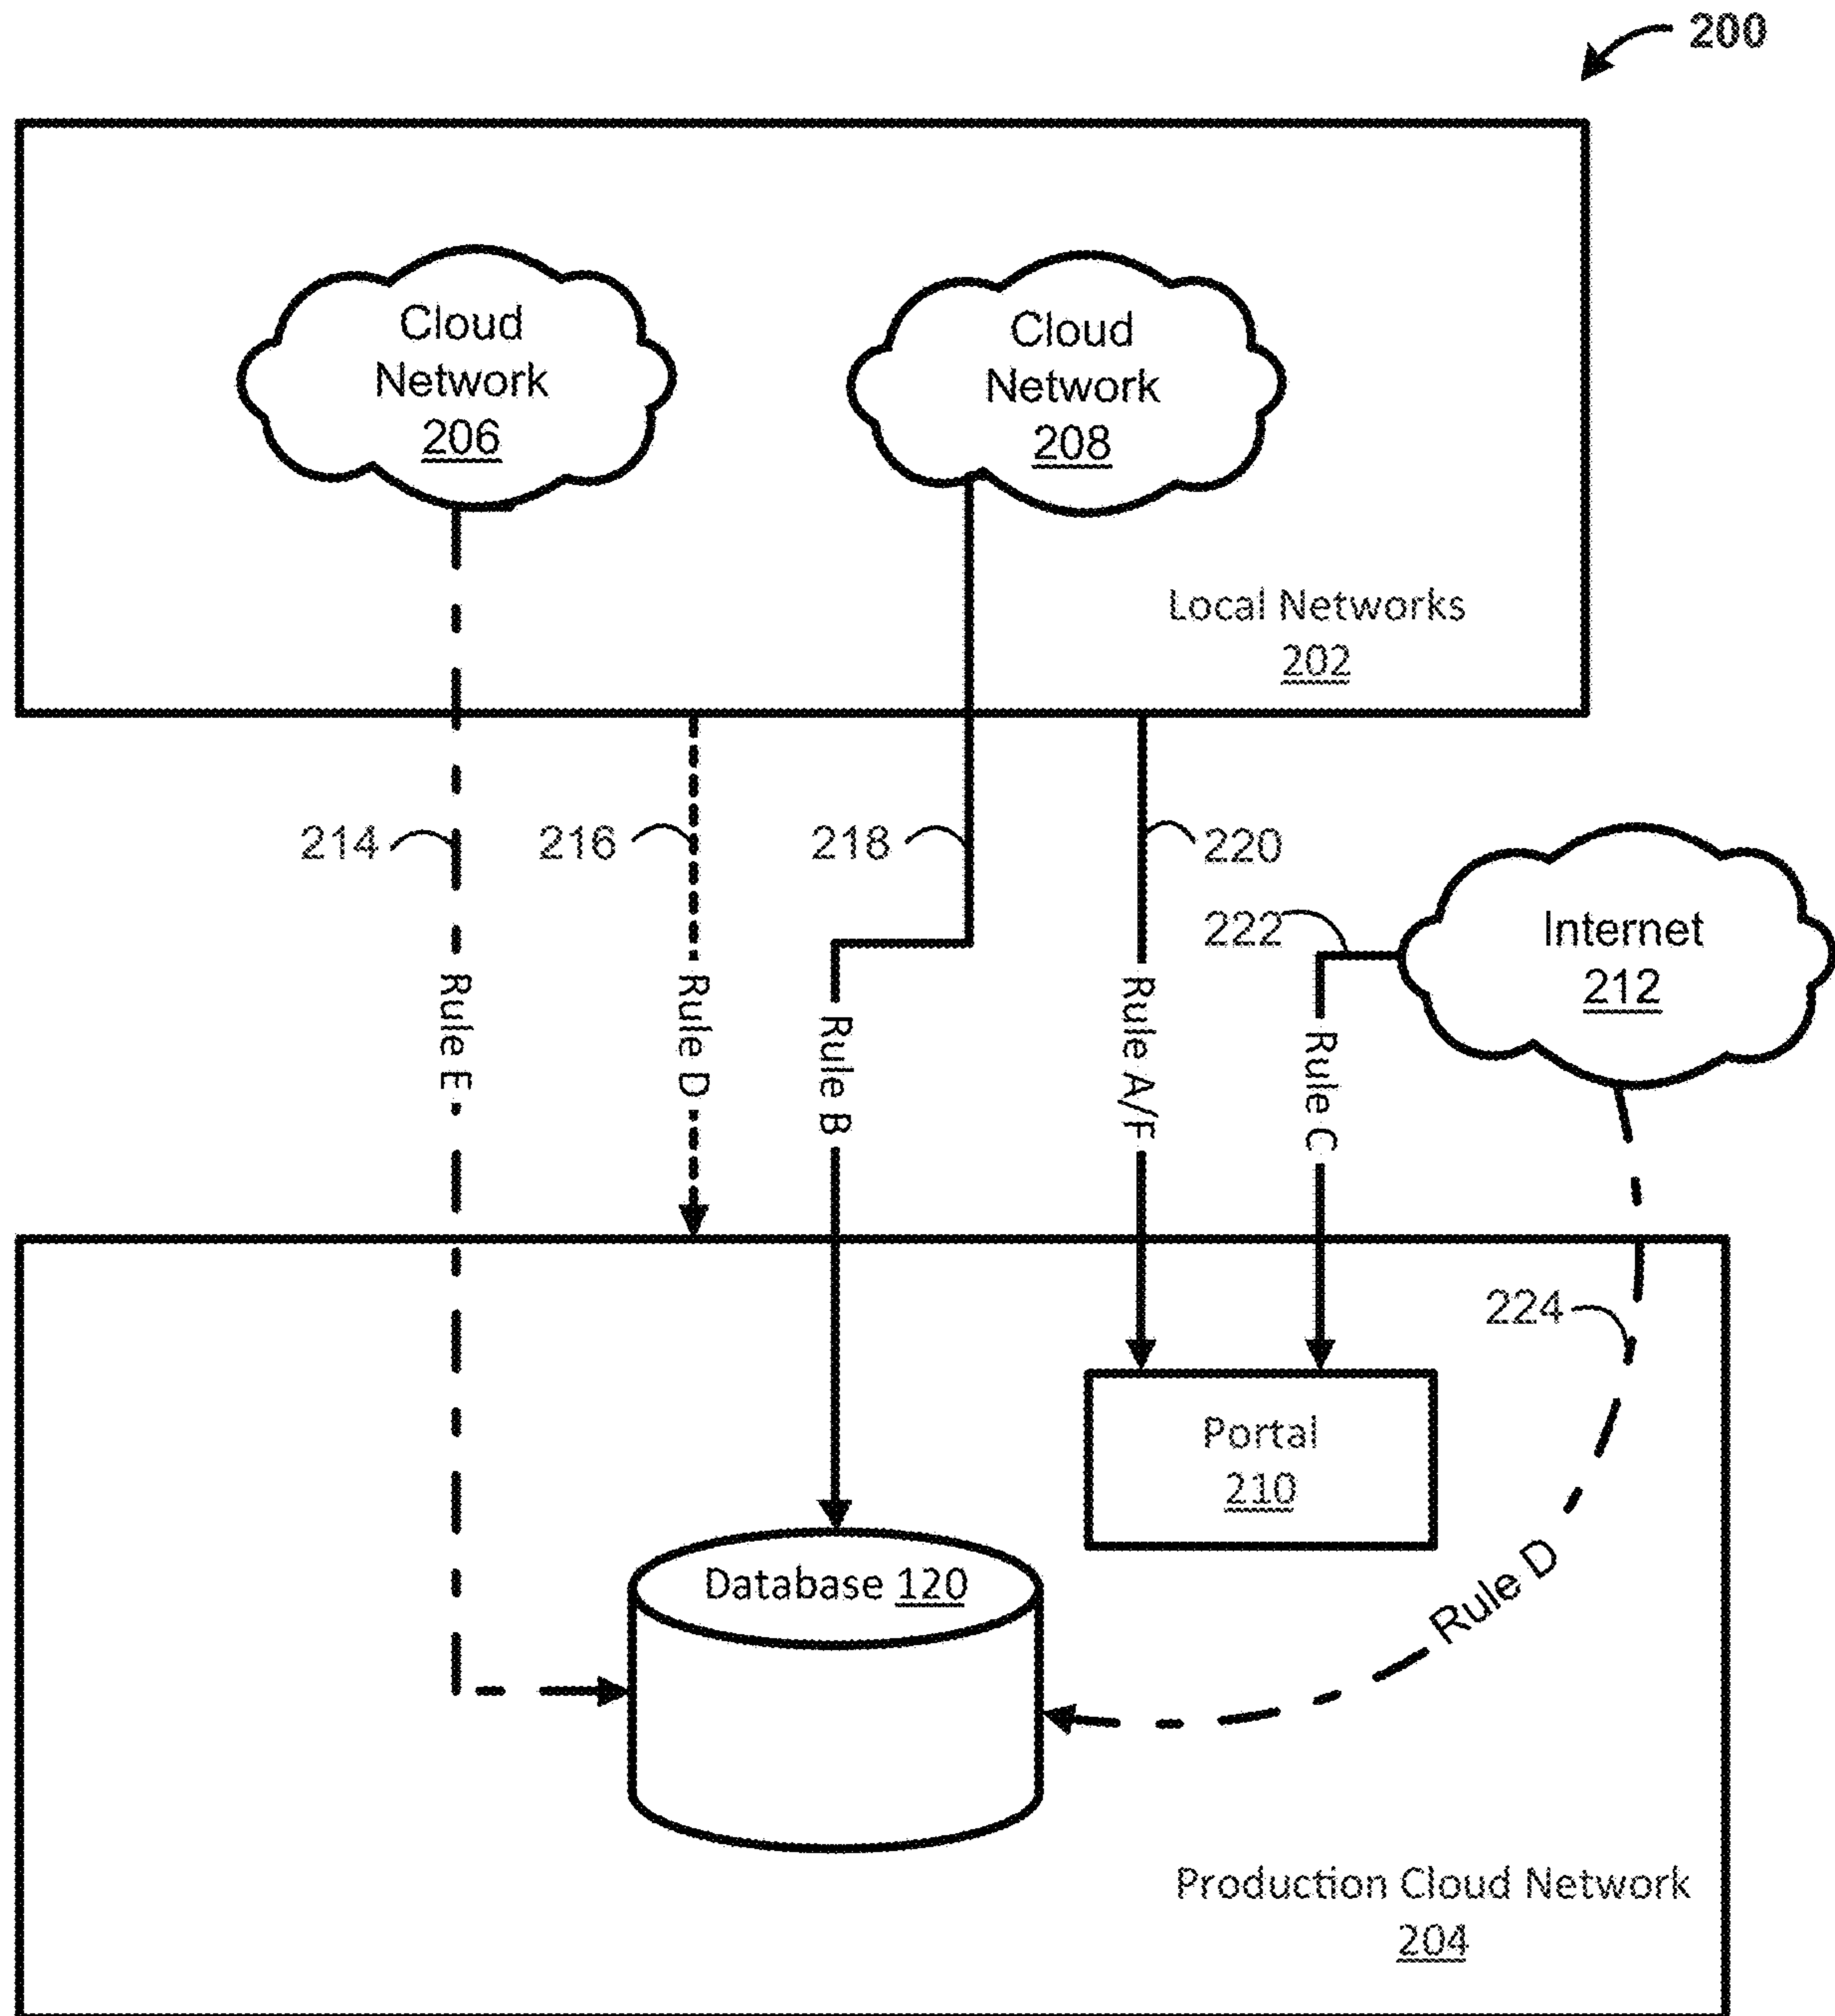 200
Cloud
Network
206
Cloud
Network
208
Local Networks
202
214
216
218
220
222
Internet
212
Rule E
Rule D
Rule B
Rule A/F
Rule C
224
Portal
210
Rule D
Database 120
Production Cloud Network
204